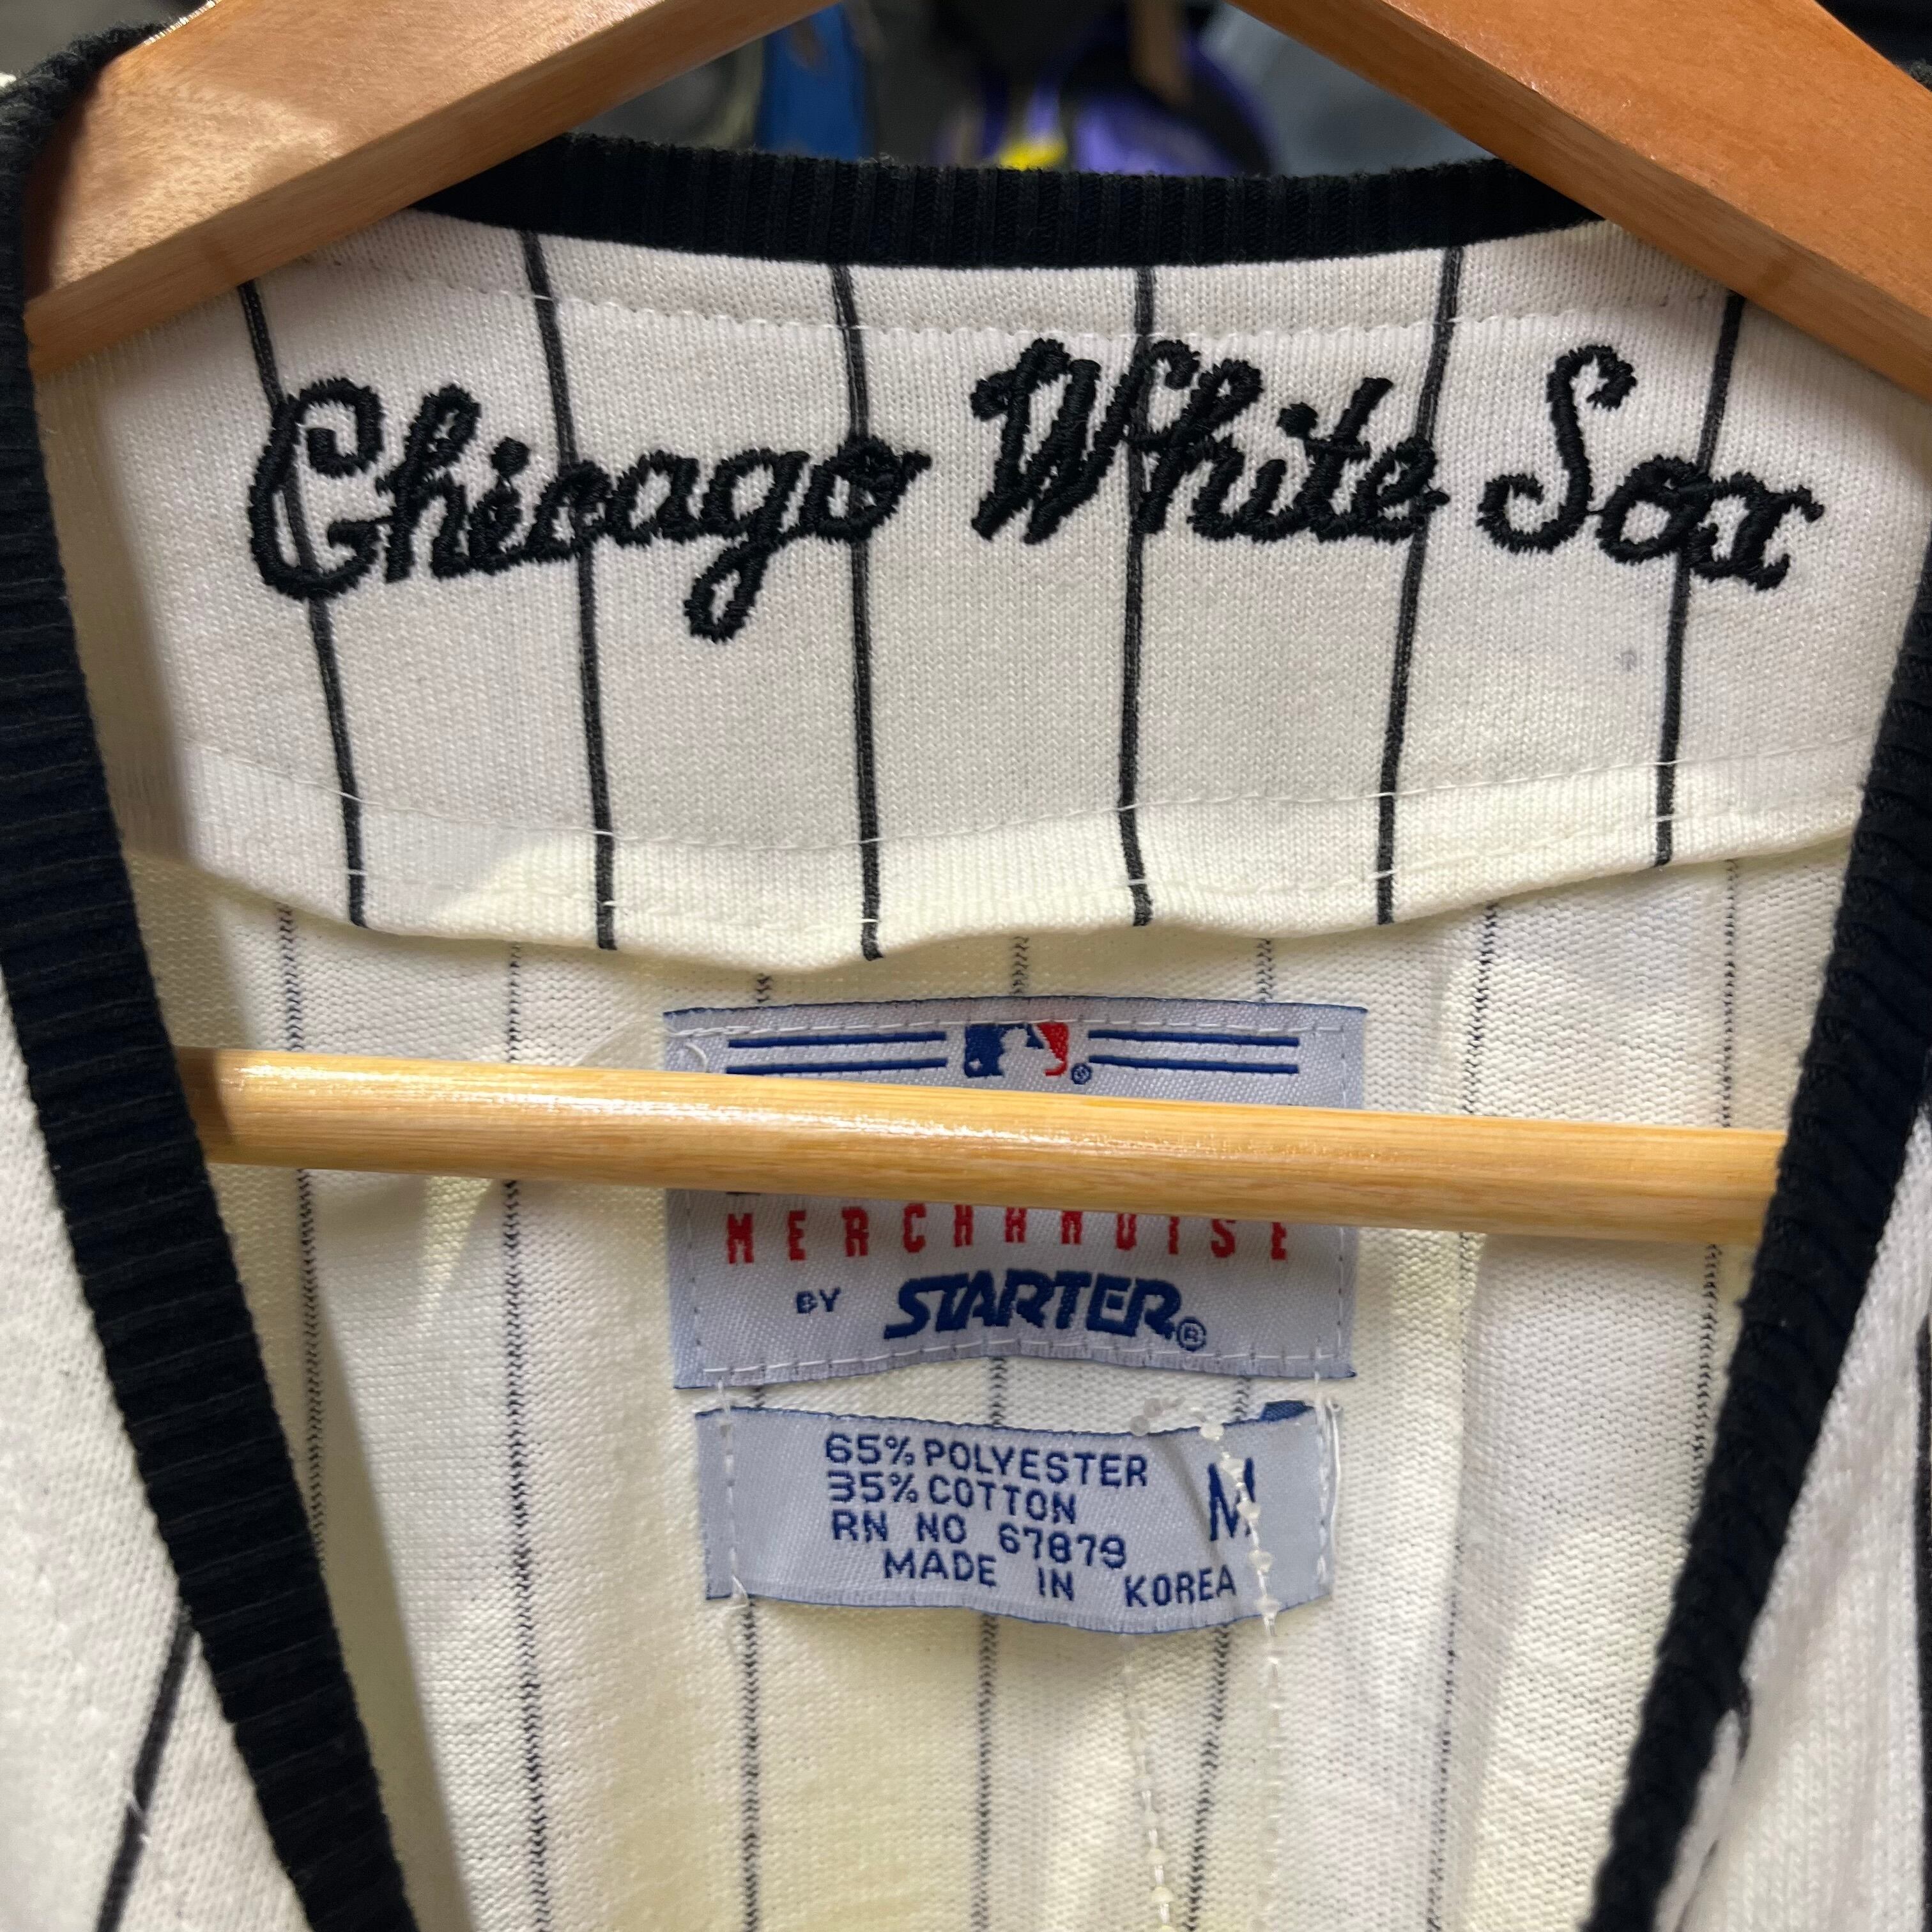 Chicago White Sox
MERCHANDISE
BY STARTER®
65% POLYESTER
35% COTTON
RN NO 67879
MADE IN KOREA
M